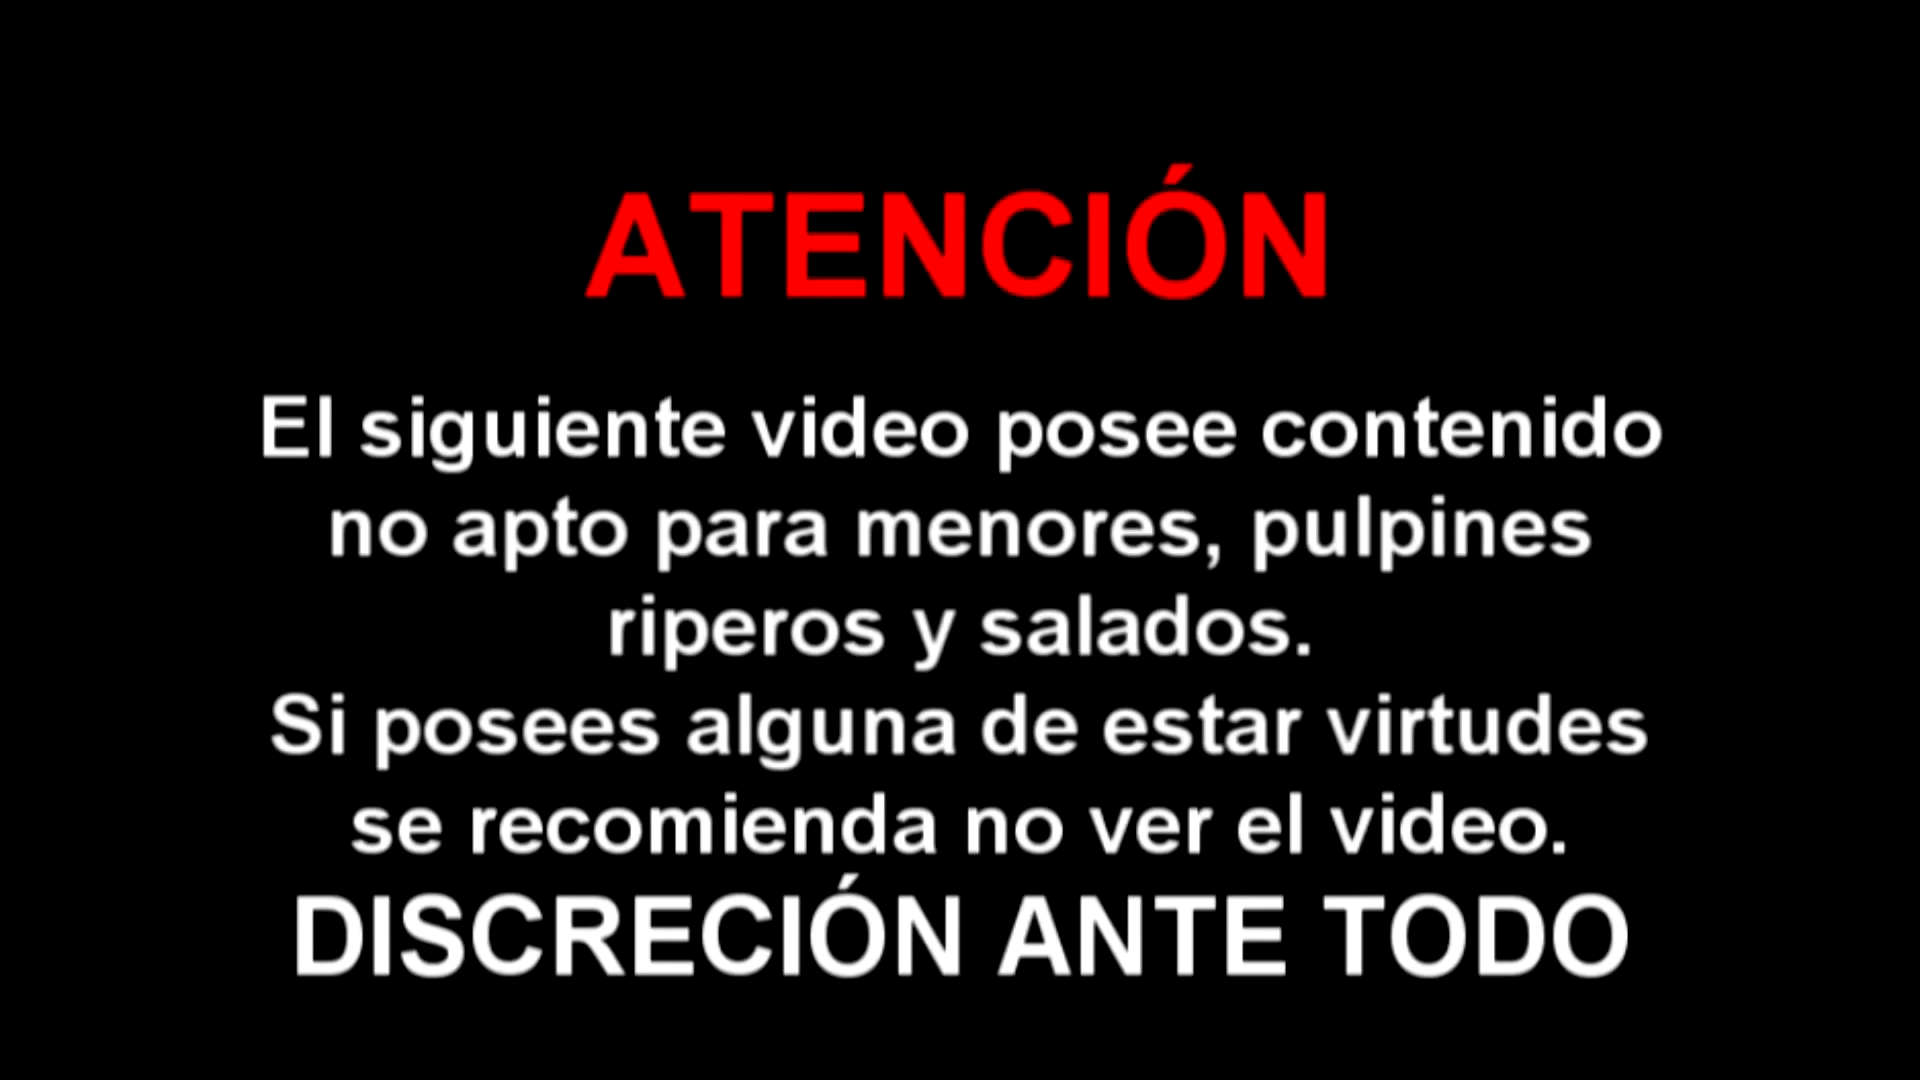 ATENCIÓN
El siguiente video posee contenido
no apto para menores, pulpines
riperos y salados.
Si posees alguna de estar virtudes
se recomienda no ver el video.
DISCRECIÓN ANTE TODO